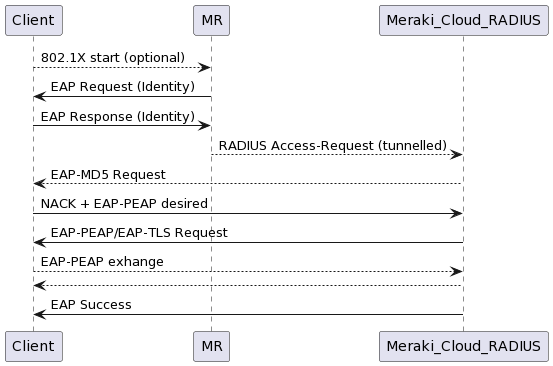 Client MR Meraki_Cloud_RADIUS
802.1X start (optional)
EAP Request (Identity)
EAP Response (Identity)
RADIUS Access-Request (tunnelled)
EAP-MD5 Request
NACK + EAP-PEAP desired
EAP-PEAP/EAP-TLS Request
EAP-PEAP exhange
EAP Success
Client MR Meraki_Cloud_RADIUS